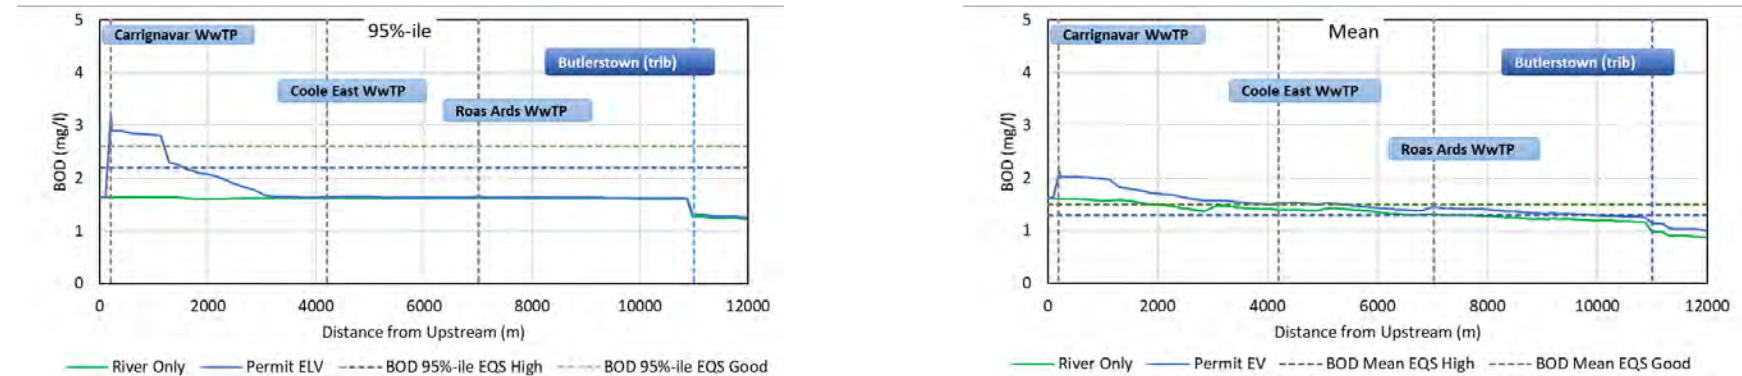 95%-ile
5
4
3
2
1
0
BOD (mg/l)
Carrignavar WwTP
Butlerstown (trib)
Coole East WwTP
Roas Ards WwTP
0 2000 4000 6000 8000 10000 12000
Distance from Upstream (m)
River Only Permit ELV BOD 95%-ile EQS High BOD 95%-ile EQS Good
Mean
5
4
3
2
1
0
BOD (mg/l)
Carrignavar WwTP
Butlerstown (trib)
Coole East WwTP
Roas Ards WwTP
0 2000 4000 6000 8000 10000 12000
Distance from Upstream (m)
River Only Permit EV BOD Mean EQS High BOD Mean EQS Good